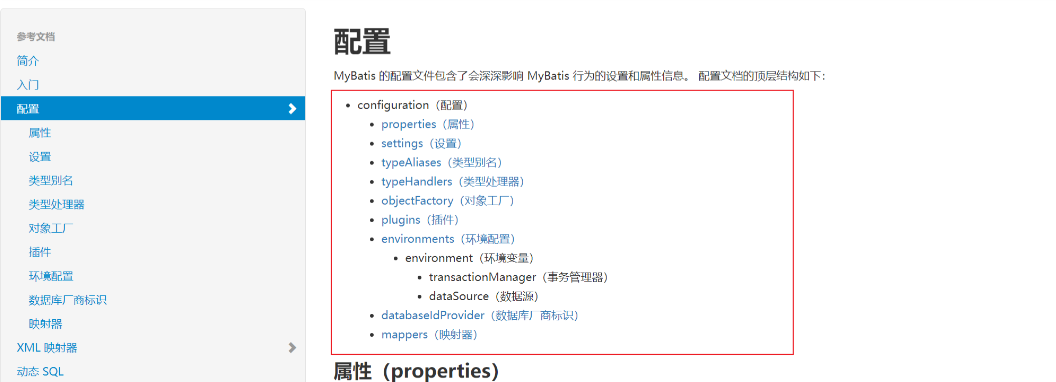 参考文档
简介
入门
配置
属性
设置
类型别名
类型处理器
对象工厂
插件
环境配置
数据库厂商标识
映射器
XML 映射器
动态 SQL
配置
MyBatis 的配置文件包含了会深深影响 MyBatis 行为的设置和属性信息。 配置文档的顶层结构如下：
configuration（配置）
properties（属性）
settings（设置）
typeAliases（类型别名）
typeHandlers（类型处理器）
objectFactory（对象工厂）
plugins（插件）
environments（环境配置）
environment（环境变量）
transactionManager（事务管理器）
dataSource（数据源）
databaseIdProvider（数据库厂商标识）
mappers（映射器）
属性（properties）